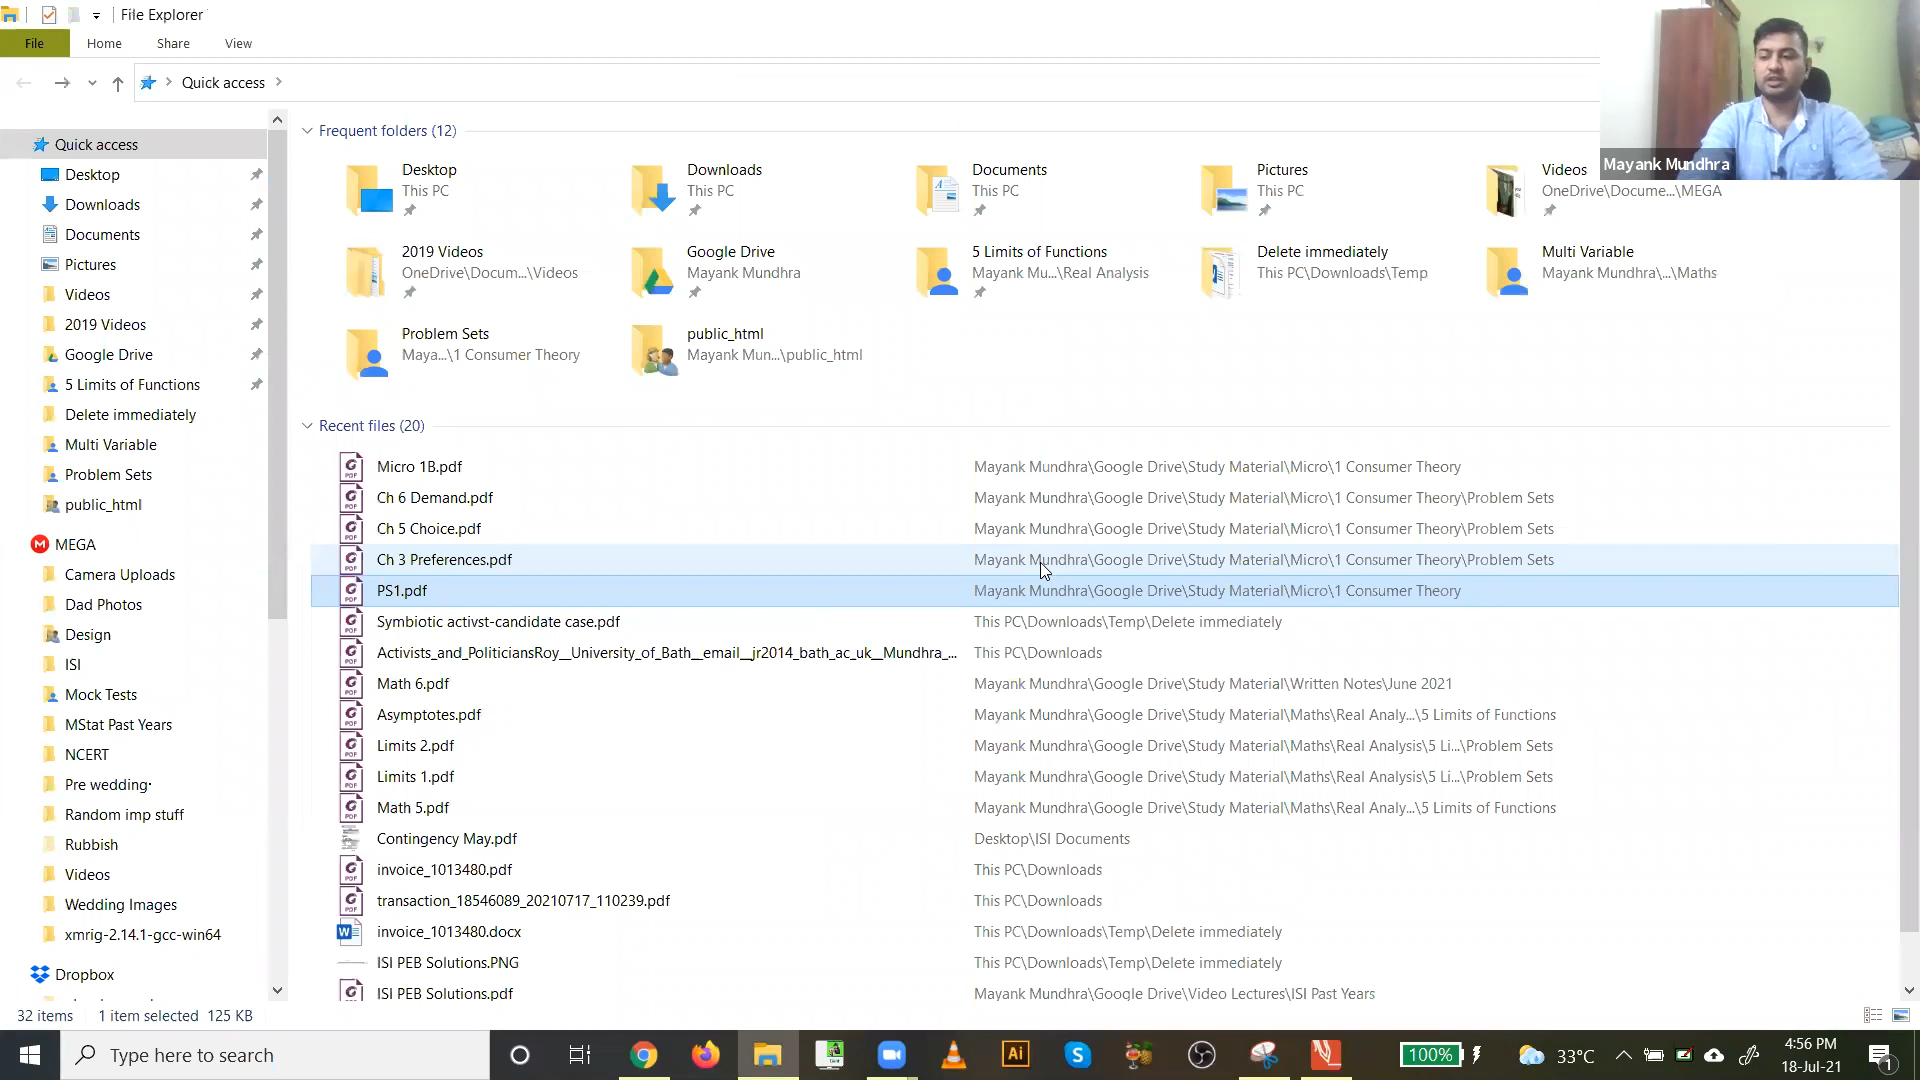 File Explorer
File Home Share View
Quick access
Mayank Mundhra
Quick access
Desktop
Downloads
Documents
Pictures
Videos
2019 Videos
Google Drive
5 Limits of Functions
Delete immediately
Multi Variable
Problem Sets
public_html
MEGA
Camera Uploads
Dad Photos
Design
ISI
Mock Tests
MStat Past Years
NCERT
Pre wedding·
Random imp stuff
Rubbish
Videos
Wedding Images
xmrig-2.14.1-gcc-win64
Dropbox
Frequent folders (12)
Desktop
This PC
Downloads
This PC
Documents
This PC
Pictures
This PC
Videos
OneDrive\Docume...\MEGA
2019 Videos
OneDrive\Docum...\Videos
Google Drive
Mayank Mundhra
5 Limits of Functions
Mayank Mu...\Real Analysis
Delete immediately
This PC\Downloads\Temp
Multi Variable
Mayank Mundhra\...\Maths
Problem Sets
Maya...\1 Consumer Theory
public_html
Mayank Mun...\public_html
Recent files (20)
Micro 1B.pdf Mayank Mundhra\Google Drive\Study Material\Micro\1 Consumer Theory
Ch 6 Demand.pdf Mayank Mundhra\Google Drive\Study Material\Micro\1 Consumer Theory\Problem Sets
Ch 5 Choice.pdf Mayank Mundhra\Google Drive\Study Material\Micro\1 Consumer Theory\Problem Sets
Ch 3 Preferences.pdf Mayank Mundhra\Google Drive\Study Material\Micro\1 Consumer Theory\Problem Sets
PS1.pdf Mayank Mundhra\Google Drive\Study Material\Micro\1 Consumer Theory
Symbiotic activst-candidate case.pdf This PC\Downloads\Temp\Delete immediately
Activists_and_PoliticiansRoy__University_of_Bath__email__jr2014_bath_ac_uk__Mundhra_... This PC\Downloads
Math 6.pdf Mayank Mundhra\Google Drive\Study Material\Written Notes\June 2021
Asymptotes.pdf Mayank Mundhra\Google Drive\Study Material\Maths\Real Analy...\5 Limits of Functions
Limits 2.pdf Mayank Mundhra\Google Drive\Study Material\Maths\Real Analysis\5 Li...\Problem Sets
Limits 1.pdf Mayank Mundhra\Google Drive\Study Material\Maths\Real Analysis\5 Li...\Problem Sets
Math 5.pdf Mayank Mundhra\Google Drive\Study Material\Maths\Real Analy...\5 Limits of Functions
Contingency May.pdf Desktop\ISI Documents
invoice_1013480.pdf This PC\Downloads
transaction_18546089_20210717_110239.pdf This PC\Downloads
invoice_1013480.docx This PC\Downloads\Temp\Delete immediately
ISI PEB Solutions.PNG This PC\Downloads\Temp\Delete immediately
ISI PEB Solutions.pdf Mayank Mundhra\Google Drive\Video Lectures\ISI Past Years
32 items 1 item selected 125 KB
Type here to search
Ai
100%
33°C
4:56 PM
18-Jul-21
1